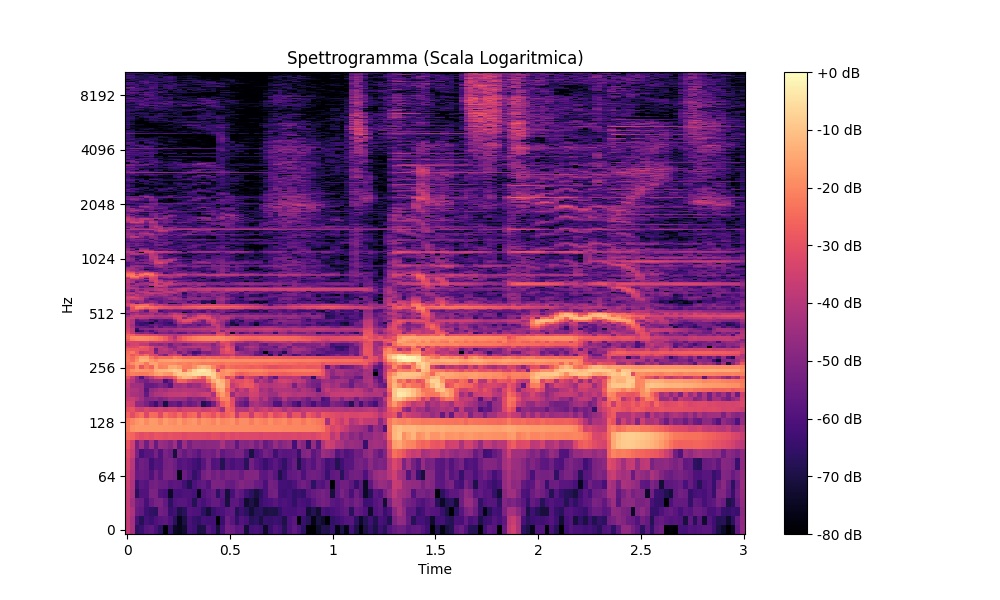 Spettrogramma (Scala Logaritmica)
Hz
8192
4096
2048
1024
512
256
128
64
0
0
0.5
1
1.5
2
2.5
3
Time
+0 dB
-10 dB
-20 dB
-30 dB
-40 dB
-50 dB
-60 dB
-70 dB
-80 dB